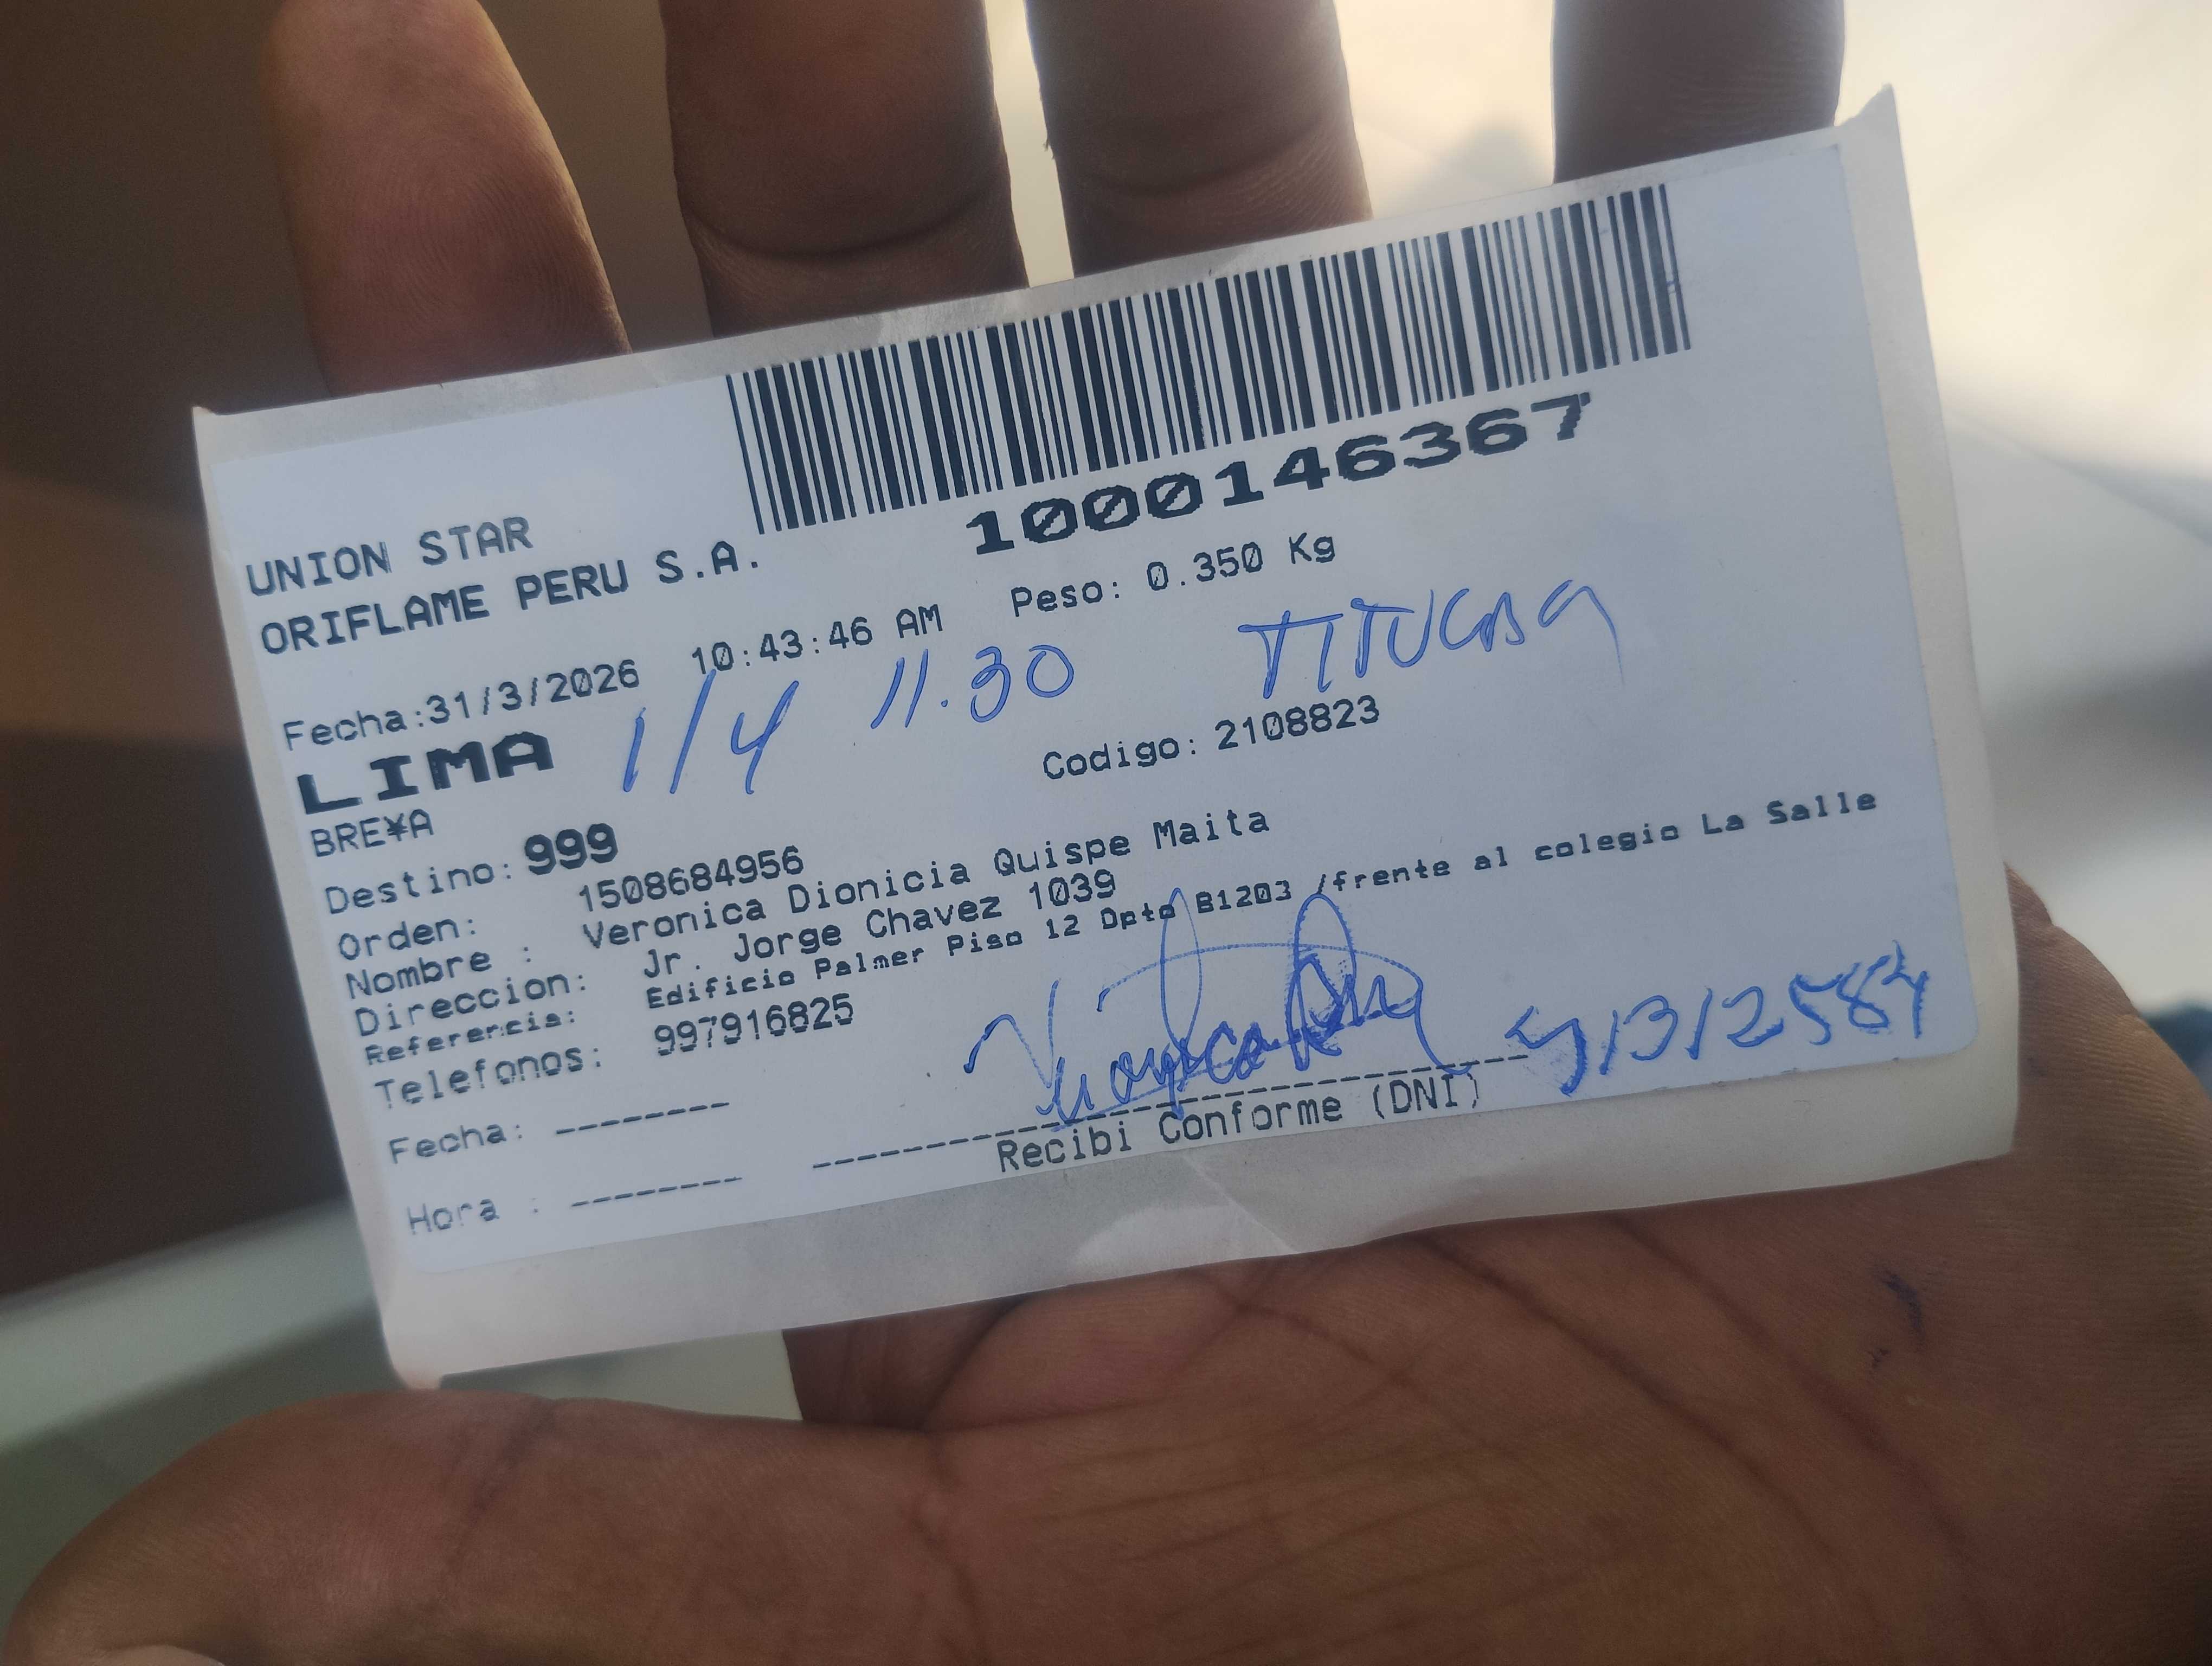 1000146367
UNION STAR
ORIFLAME PERU S.A.
Fecha:31/3/2026 10:43:46 AM Peso: 0.350 Kg
1/4 11.30
LIMA
BRE¥A
Codigo: 2108823
Destino: 999
Orden: 1508684956
Nombre : Veronica Dionicia Quispe Maita
Direccion: Jr. Jorge Chavez 1039
Referencia: Edificio Palmer Piso 12 Dpto B1203 /frente al colegio La Salle
Telefonos: 997916825
Fecha: --------
Hora : --------
Recibi Conforme (DNI)